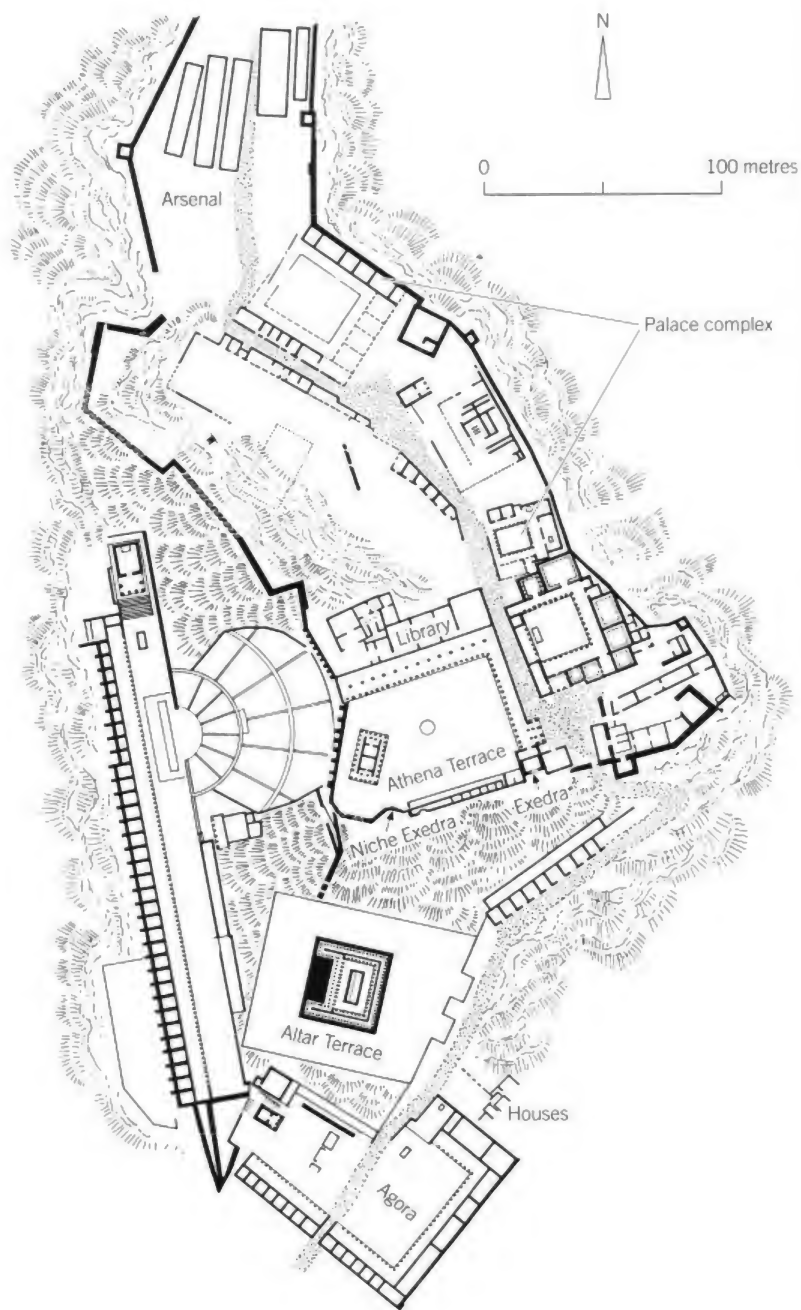 N
0 100 metres
Arsenal
Palace complex
Library
Athena Terrace
Exedra
Niche Exedra
Altar Terrace
Houses
Agora